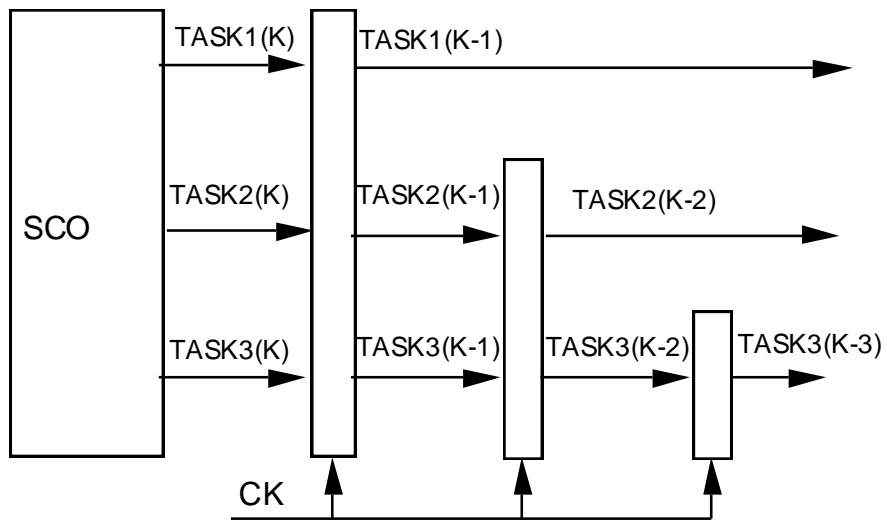 TASK1(K) TASK1(K-1)
TASK2(K) TASK2(K-1) TASK2(K-2)
SCO
TASK3(K) TASK3(K-1) TASK3(K-2) TASK3(K-3)
CK